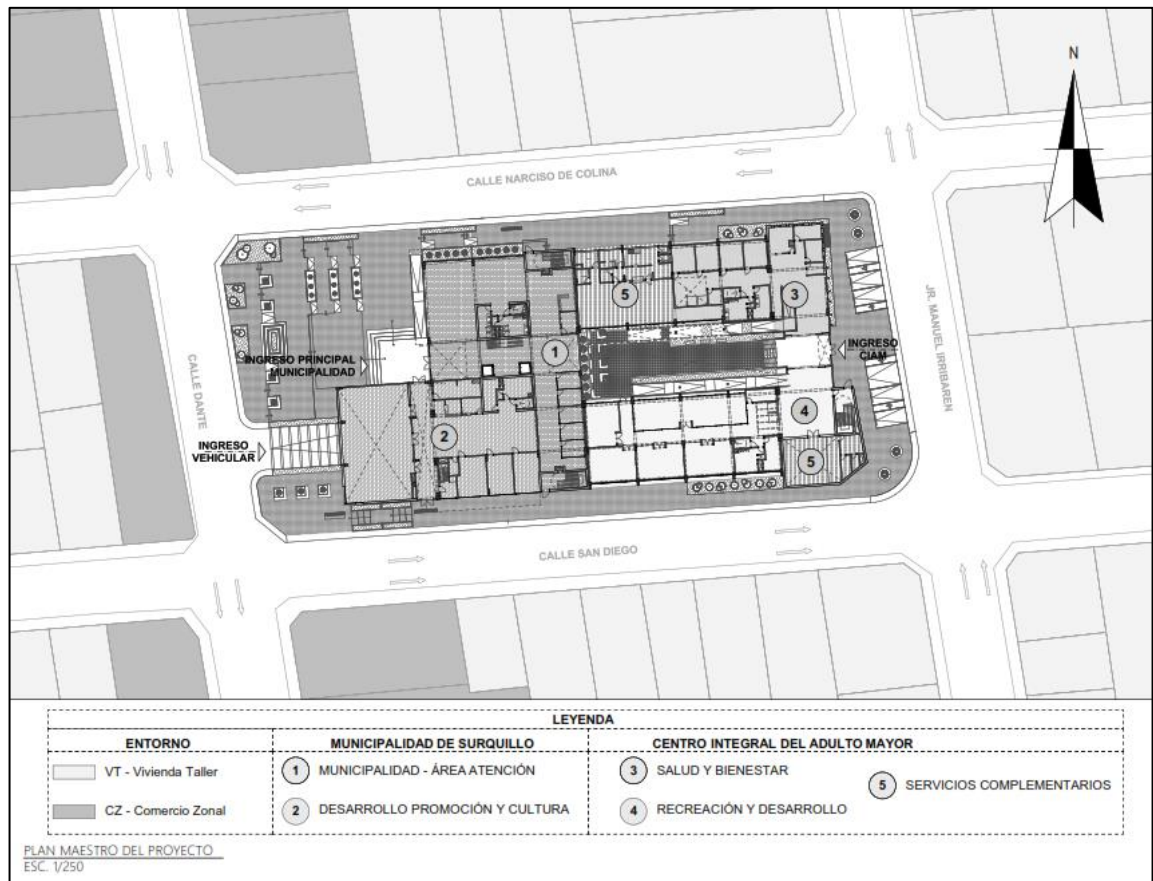 N
CALLE NARCISO DE COLINA
5
3
INGRESO PRINCIPAL
MUNICIPALIDAD
1
INGRESO
CIAM
JR. MANUEL IRRIBAREN
CALLE DANTE
2
4
INGRESO
VEHICULAR
5
CALLE SAN DIEGO
LEYENDA
ENTORNO
MUNICIPALIDAD DE SURQUILLO
CENTRO INTEGRAL DEL ADULTO MAYOR
VT - Vivienda Taller
1 MUNICIPALIDAD - ÁREA ATENCIÓN
3 SALUD Y BIENESTAR
5 SERVICIOS COMPLEMENTARIOS
CZ - Comercio Zonal
2 DESARROLLO PROMOCIÓN Y CULTURA
4 RECREACIÓN Y DESARROLLO
PLAN MAESTRO DEL PROYECTO
ESC. 1/250